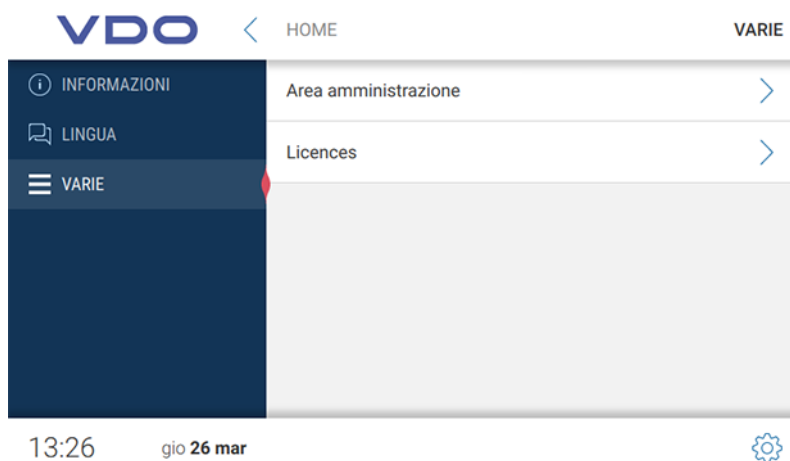 VDO
HOME
VARIE
INFORMAZIONI
LINGUA
VARIE
Area amministrazione
Licences
13:26
gio 26 mar